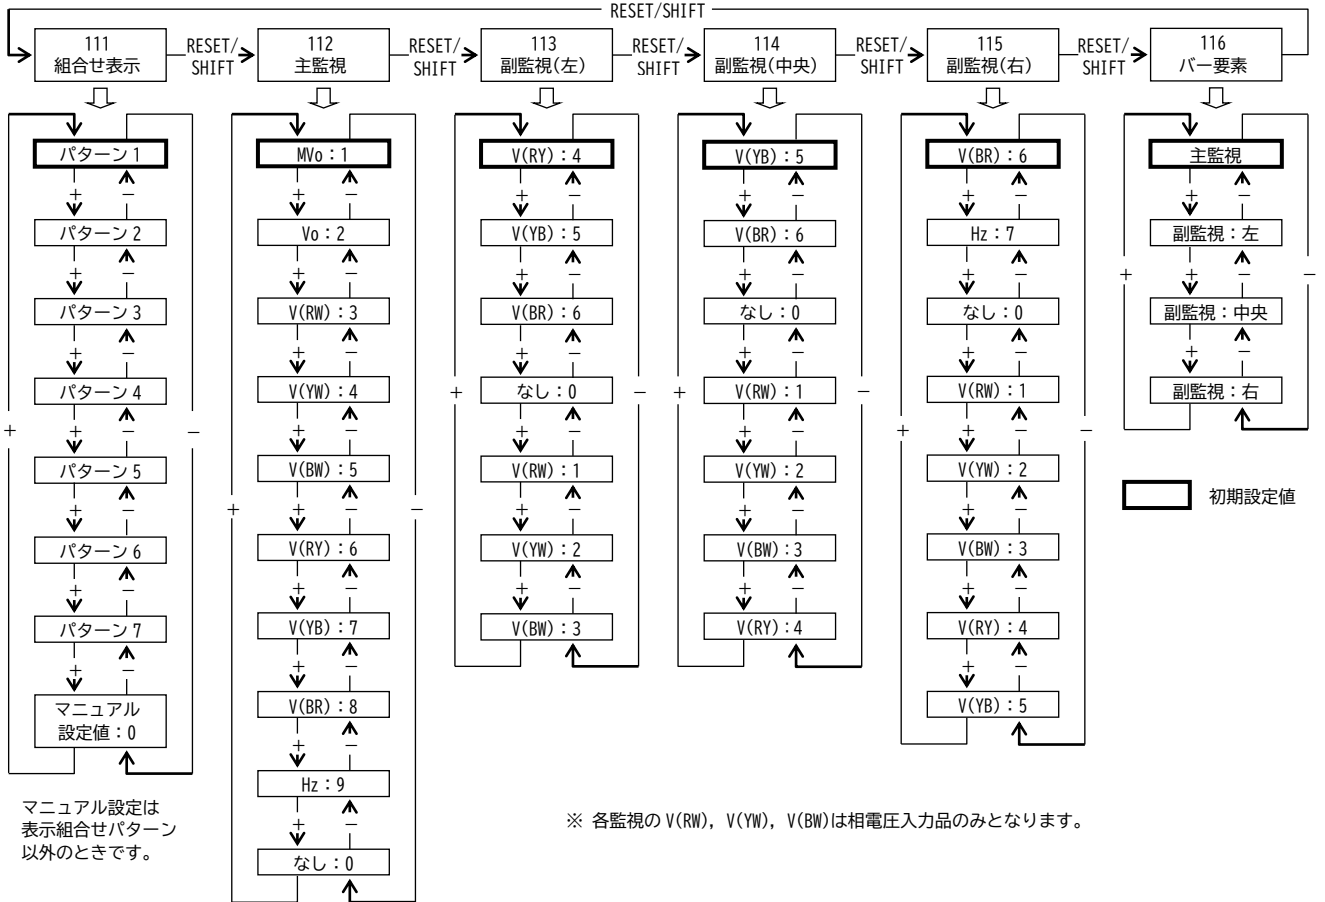 RESET/SHIFT
111
組合せ表示
RESET/
SHIFT
112
主監視
RESET/
SHIFT
113
副監視(左)
RESET/
SHIFT
114
副監視(中央)
RESET/
SHIFT
115
副監視(右)
RESET/
SHIFT
116
バー要素
パターン1
+ −
パターン2
+ −
パターン3
+ −
パターン4
+ −
パターン5
+ −
パターン6
+ −
パターン7
+ −
マニュアル
設定値：0
+ −
マニュアル設定は
表示組合せパターン
以外のときです。
MVo：1
+ −
Vo：2
+ −
V(RW)：3
+ −
V(YW)：4
+ −
V(BW)：5
+ −
V(RY)：6
+ −
V(YB)：7
+ −
V(BR)：8
+ −
Hz：9
+ −
なし：0
+ −
V(RY)：4
+ −
V(YB)：5
+ −
V(BR)：6
+ −
なし：0
+ −
V(RW)：1
+ −
V(YW)：2
+ −
V(BW)：3
+ −
V(YB)：5
+ −
V(BR)：6
+ −
なし：0
+ −
V(RW)：1
+ −
V(YW)：2
+ −
V(BW)：3
+ −
V(RY)：4
+ −
V(BR)：6
+ −
Hz：7
+ −
なし：0
+ −
V(RW)：1
+ −
V(YW)：2
+ −
V(BW)：3
+ −
V(RY)：4
+ −
V(YB)：5
+ −
主監視
+ −
副監視：左
+ −
副監視：中央
+ −
副監視：右
+ −
初期設定値
※ 各監視のV(RW)，V(YW)，V(BW)は相電圧入力品のみとなります。